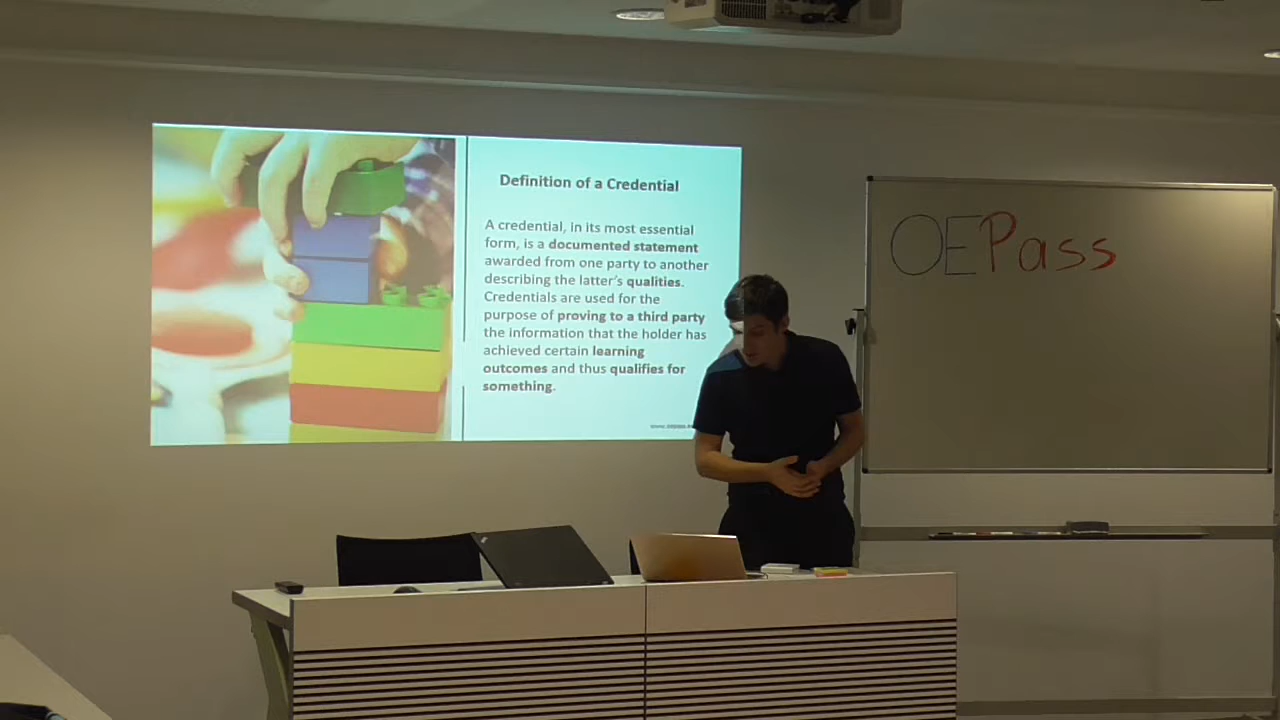 Definition of a Credential
A credential, in its most essential
form, is a documented statement
awarded from one party to another
describing the latter's qualities.
Credentials are used for the
purpose of proving to a third party
the information that the holder has
achieved certain learning
outcomes and thus qualifies for
something.
OEPass